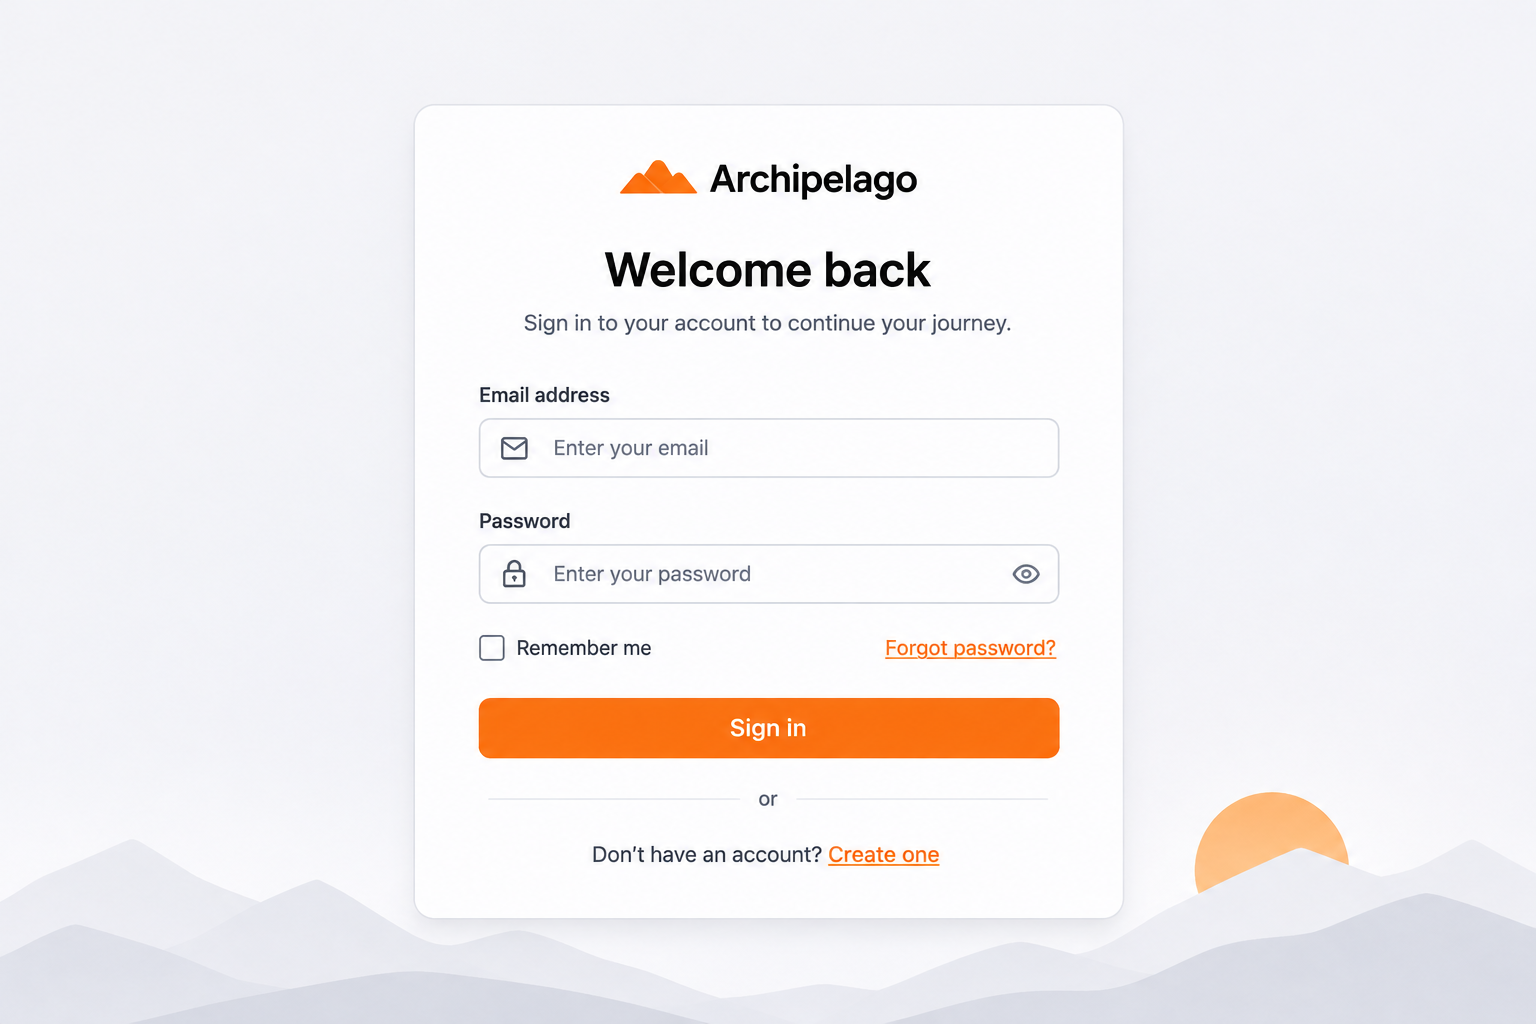 Archipelago
Welcome back
Sign in to your account to continue your journey.
Email address
Enter your email
Password
Enter your password
Remember me
Forgot password?
Sign in
or
Don’t have an account? Create one